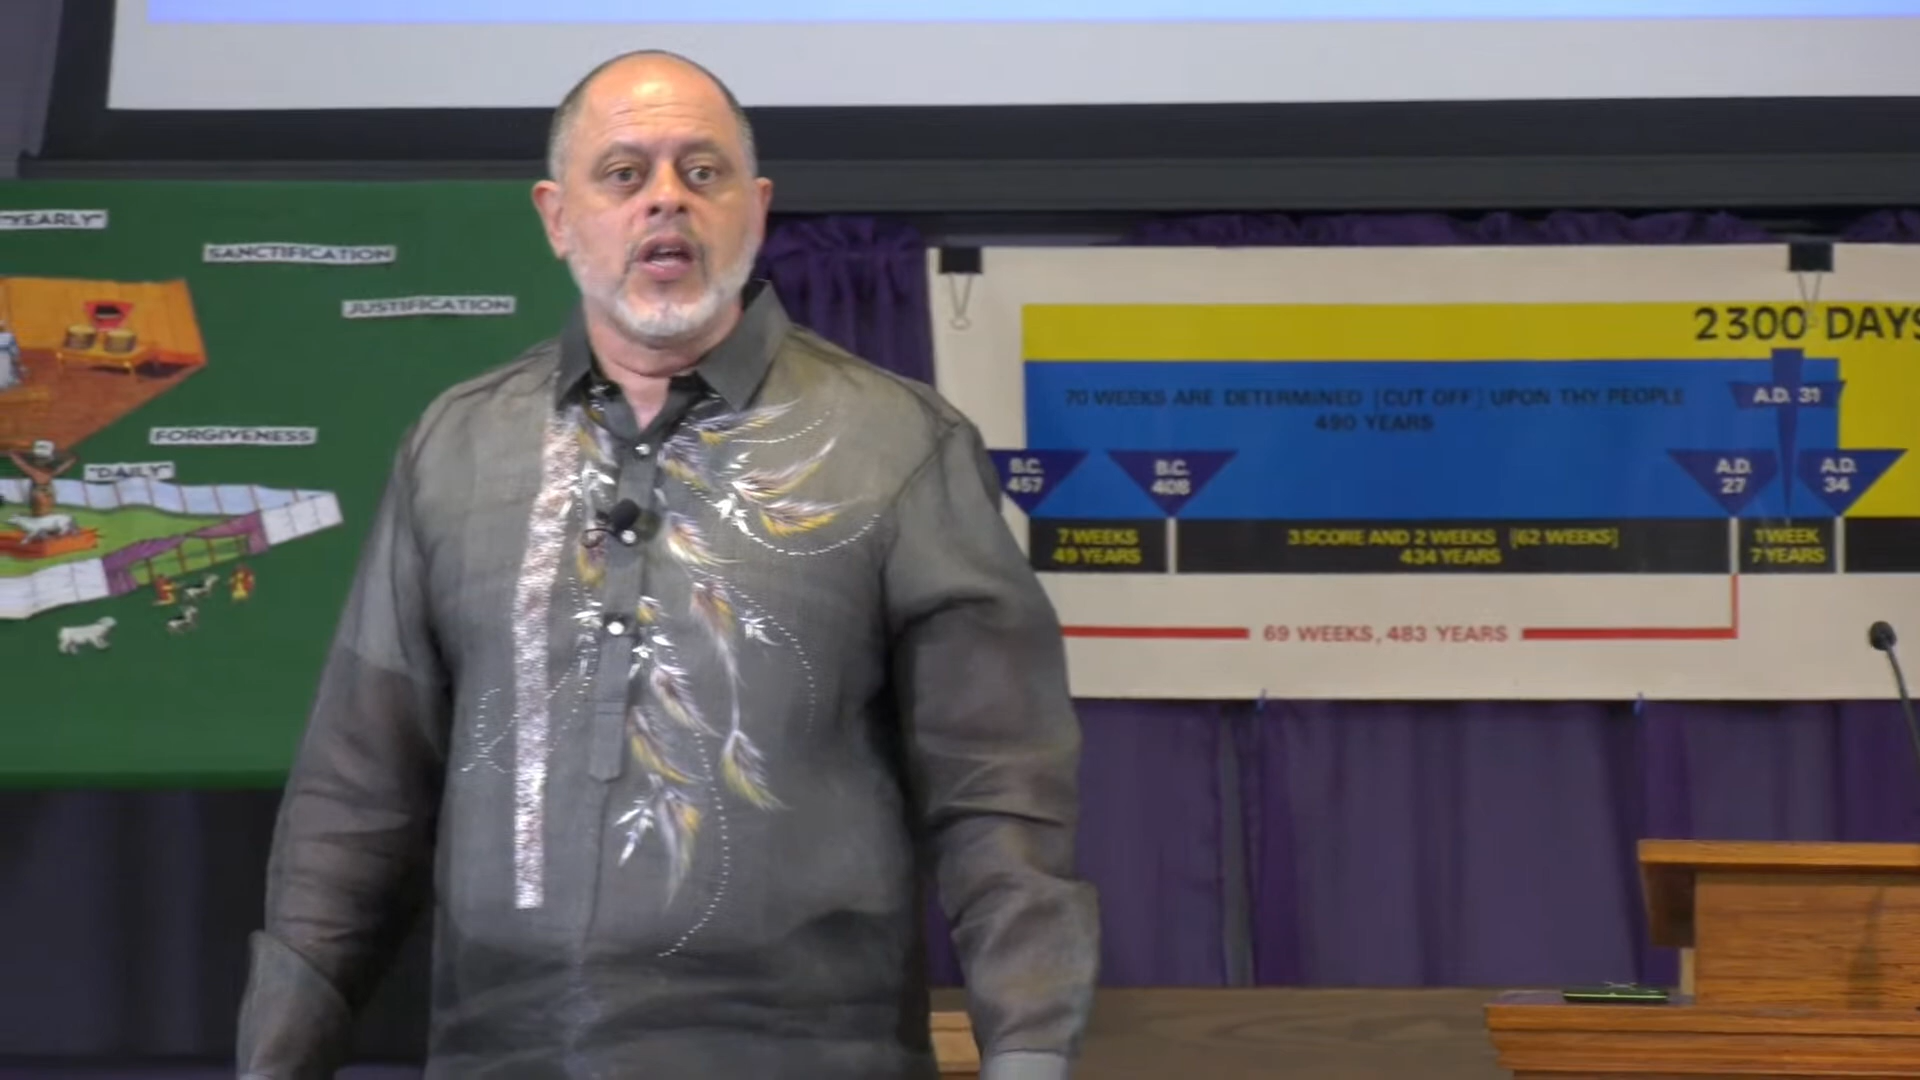 "YEARLY"
SANCTIFICATION
JUSTIFICATION
FORGIVENESS
"DAILY"
2300 DAYS
70 WEEKS ARE DETERMINED [CUT OFF] UPON THY PEOPLE
490 YEARS
A.D. 31
B.C.
457
B.C.
408
A.D.
27
A.D.
34
7 WEEKS
49 YEARS
3 SCORE AND 2 WEEKS [62 WEEKS]
434 YEARS
1 WEEK
7 YEARS
69 WEEKS, 483 YEARS